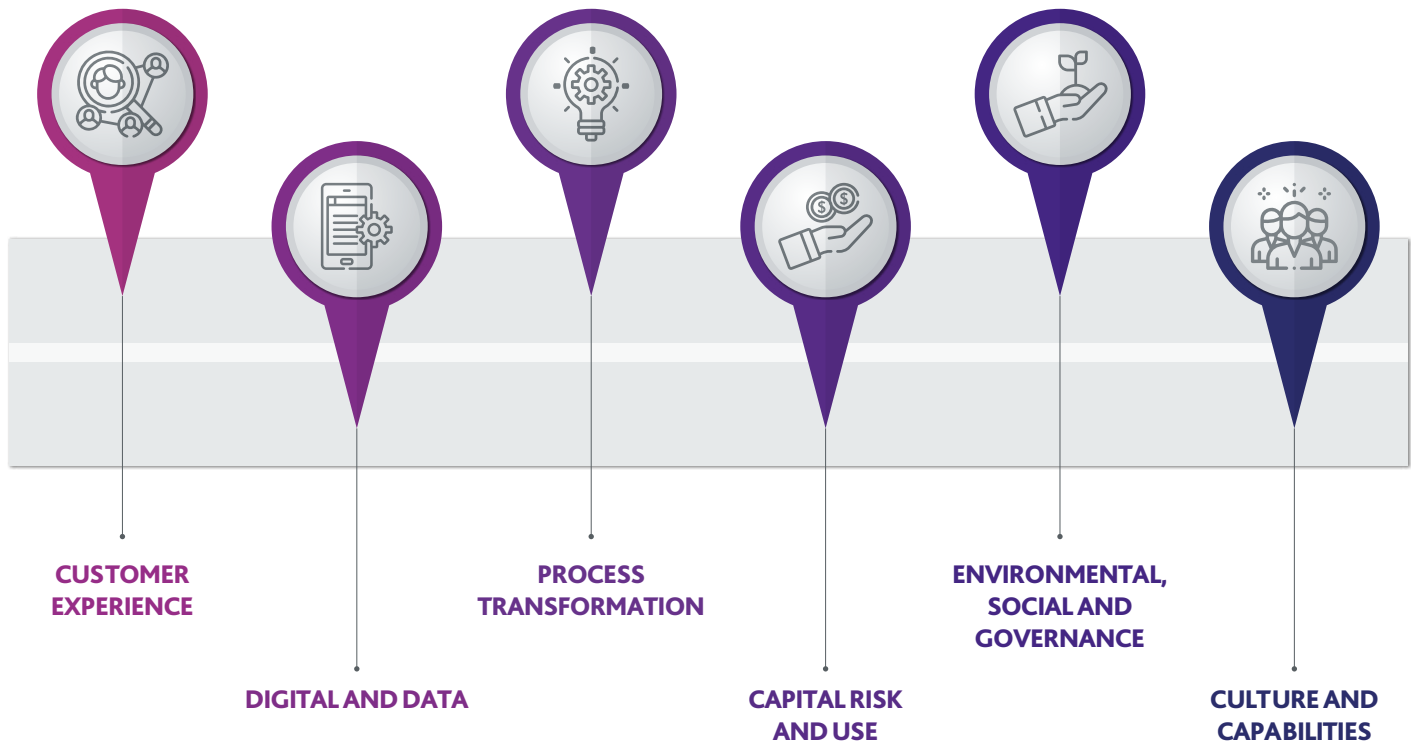 CUSTOMER
EXPERIENCE
DIGITAL AND DATA
PROCESS
TRANSFORMATION
CAPITAL RISK
AND USE
ENVIRONMENTAL,
SOCIAL AND
GOVERNANCE
CULTURE AND
CAPABILITIES
$
$